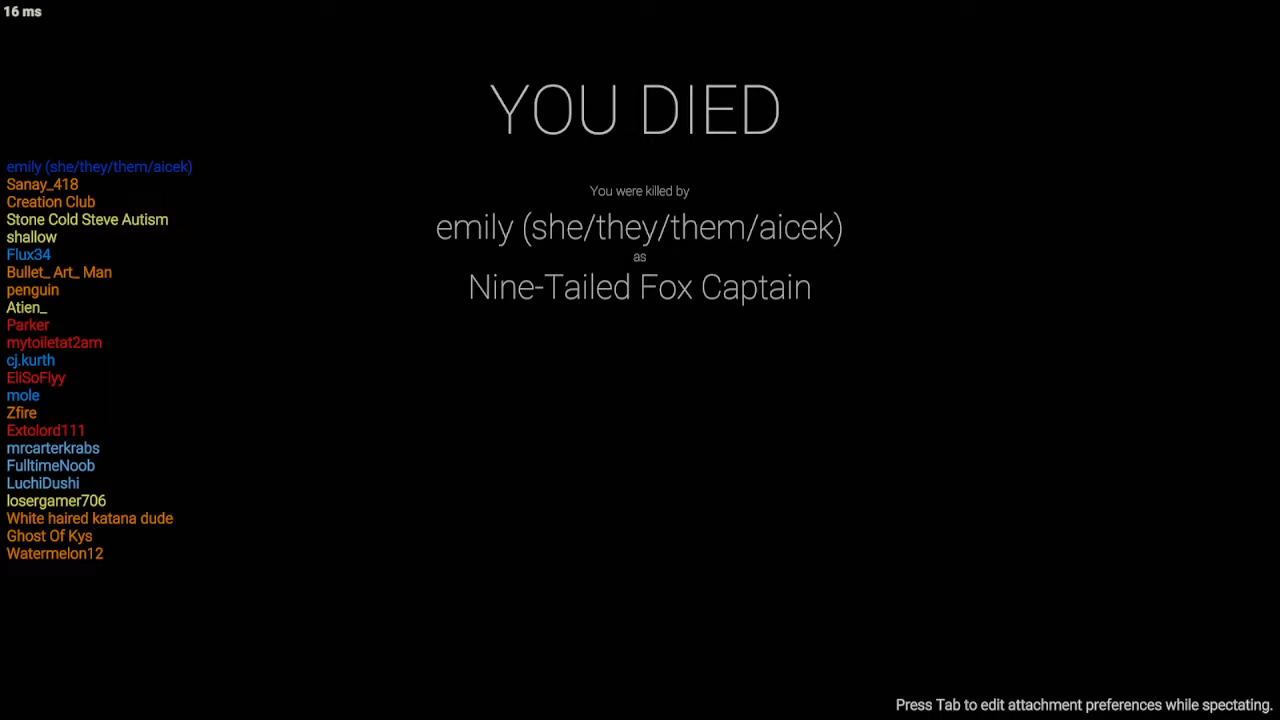 16 ms
YOU DIED
You were killed by
emily (she/they/them/aicek)
as
Nine-Tailed Fox Captain
emily (she/they/them/aicek)
Sanay_418
Creation Club
Stone Cold Steve Autism
shallow
Flux34
Bullet_ Art_ Man
penguin
Atien_
Parker
mytoiletat2am
cj.kurth
EliSoFlyy
mole
Zfire
Extolord111
mrcarterkrabs
FulltimeNoob
LuchiDushi
losergamer706
White haired katana dude
Ghost Of Kys
Watermelon12
Press Tab to edit attachment preferences while spectating.